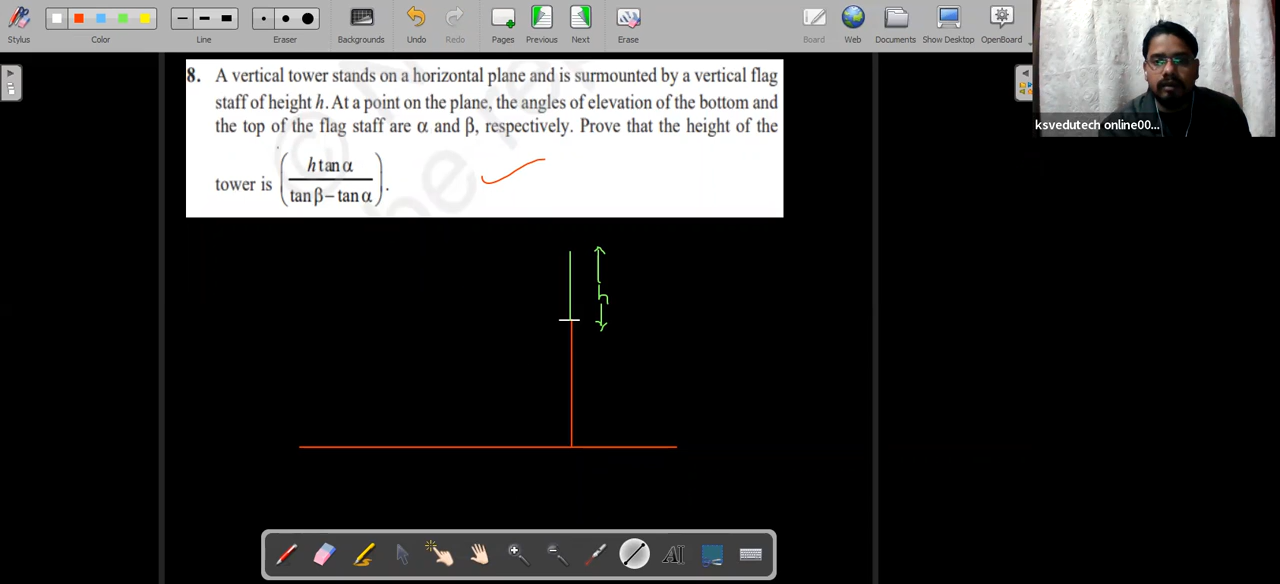 Color Line Eraser Backgrounds Undo Redo Pages Previous Next Erase Board Web Documents Show Desktop OpenBoard
Stylus
ksvedutech online00...
8. A vertical tower stands on a horizontal plane and is surmounted by a vertical flag
staff of height h. At a point on the plane, the angles of elevation of the bottom and
the top of the flag staff are α and β, respectively. Prove that the height of the
tower is (h tan α / tan β – tan α).
h
AI